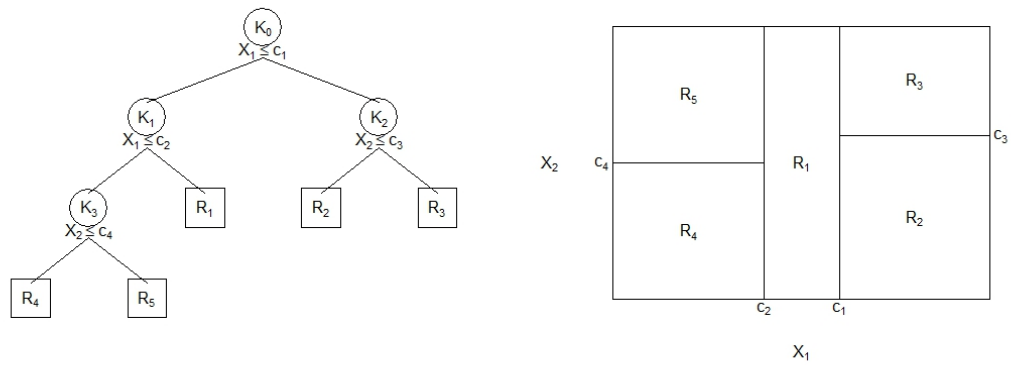 K₀
X₁ ≤ c₁
K₁
K₂
X₁ ≤ c₂
X₂ ≤ c₃
K₃
R₁
R₂
R₃
X₂ ≤ c₄
R₄
R₅
R₃
R₅
c₃
X₂
c₄
R₁
R₂
R₄
c₂
c₁
X₁